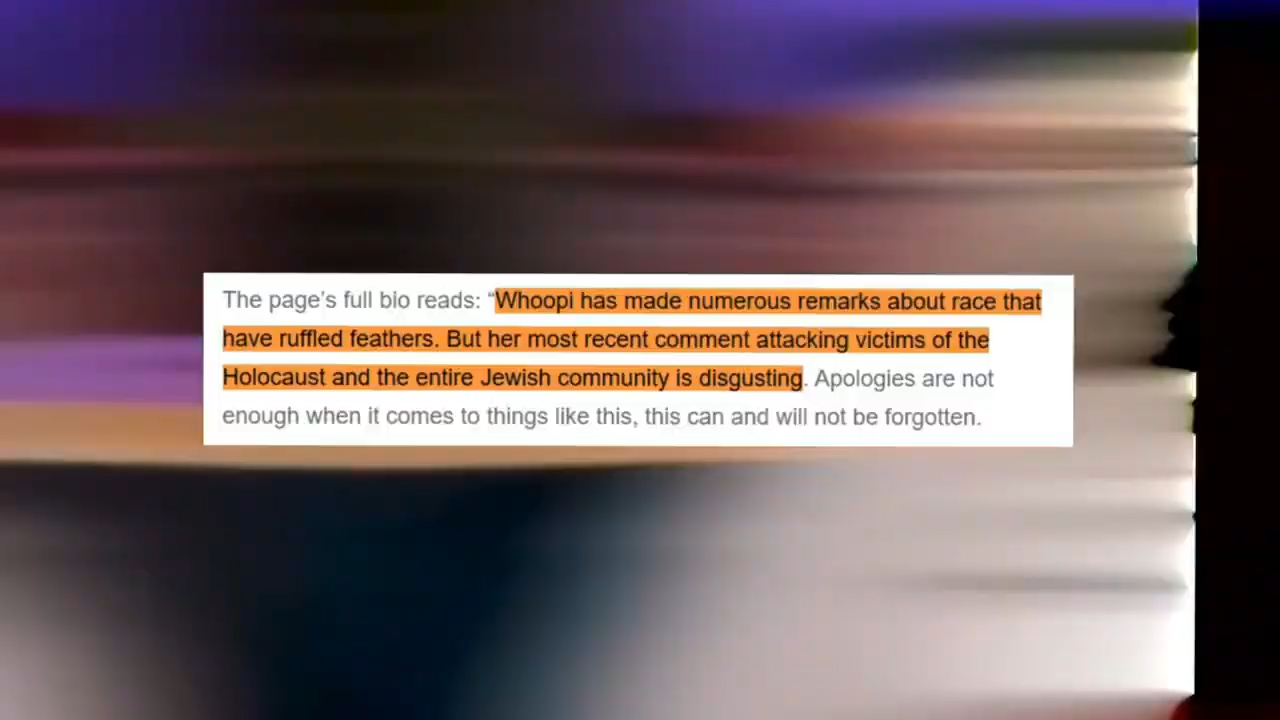 The page's full bio reads: “Whoopi has made numerous remarks about race that
have ruffled feathers. But her most recent comment attacking victims of the
Holocaust and the entire Jewish community is disgusting. Apologies are not
enough when it comes to things like this, this can and will not be forgotten.